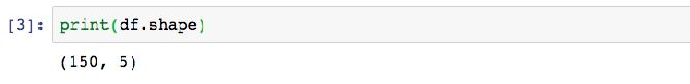 [3]: print(df.shape)
(150, 5)